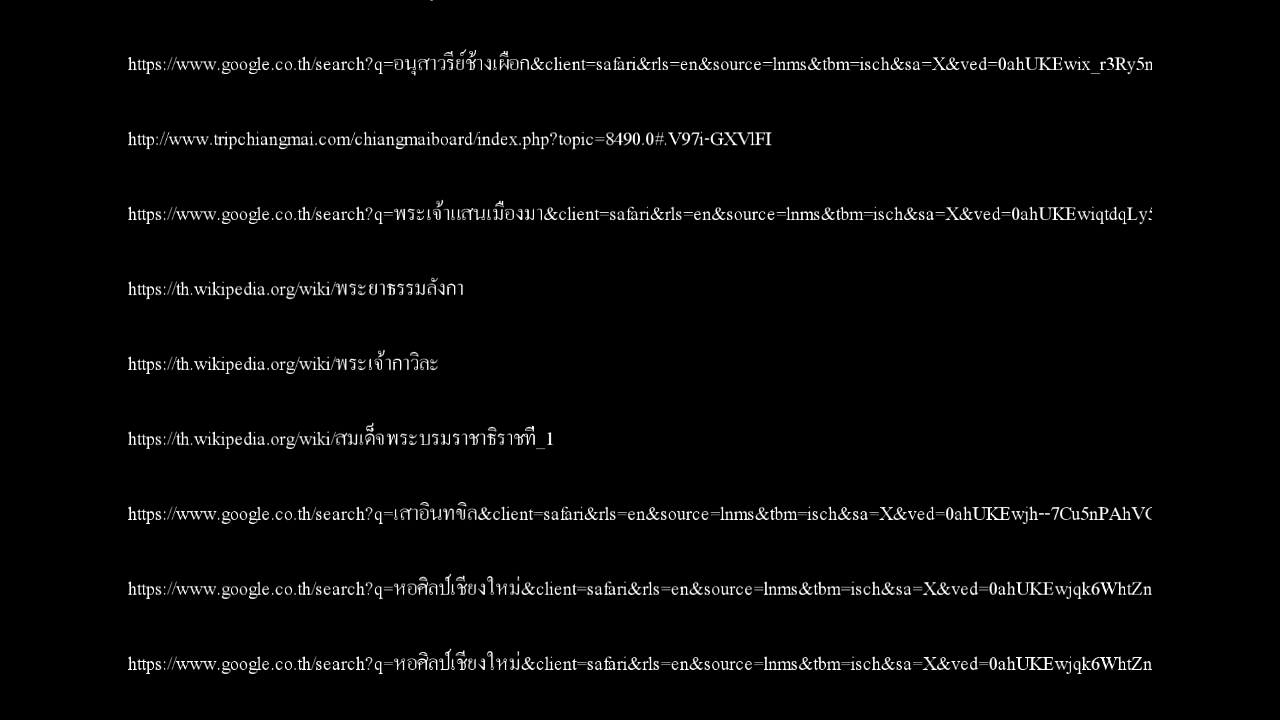 https://www.google.co.th/search?q=อนุสาวรีย์ช้างเผือก&client=safari&rls=en&source=lnms&tbm=isch&sa=X&ved=0ahUKEwix_r3Ry5n
http://www.tripchiangmai.com/chiangmaiboard/index.php?topic=8490.0#.V97i-GXVlFI
https://www.google.co.th/search?q=พระเจ้าแสนเมืองมา&client=safari&rls=en&source=lnms&tbm=isch&sa=X&ved=0ahUKEwiqtdqLy5
https://th.wikipedia.org/wiki/พระยาธรรมลังกา
https://th.wikipedia.org/wiki/พระเจ้ากาวิละ
https://th.wikipedia.org/wiki/สมเด็จพระบรมราชาธิราชที่_1
https://www.google.co.th/search?q=เสาอินทขิล&client=safari&rls=en&source=lnms&tbm=isch&sa=X&ved=0ahUKEwjh--7Cu5nPAhVC
https://www.google.co.th/search?q=หอศิลป์เชียงใหม่&client=safari&rls=en&source=lnms&tbm=isch&sa=X&ved=0ahUKEwjqk6WhtZn
https://www.google.co.th/search?q=หอศิลป์เชียงใหม่&client=safari&rls=en&source=lnms&tbm=isch&sa=X&ved=0ahUKEwjqk6WhtZn